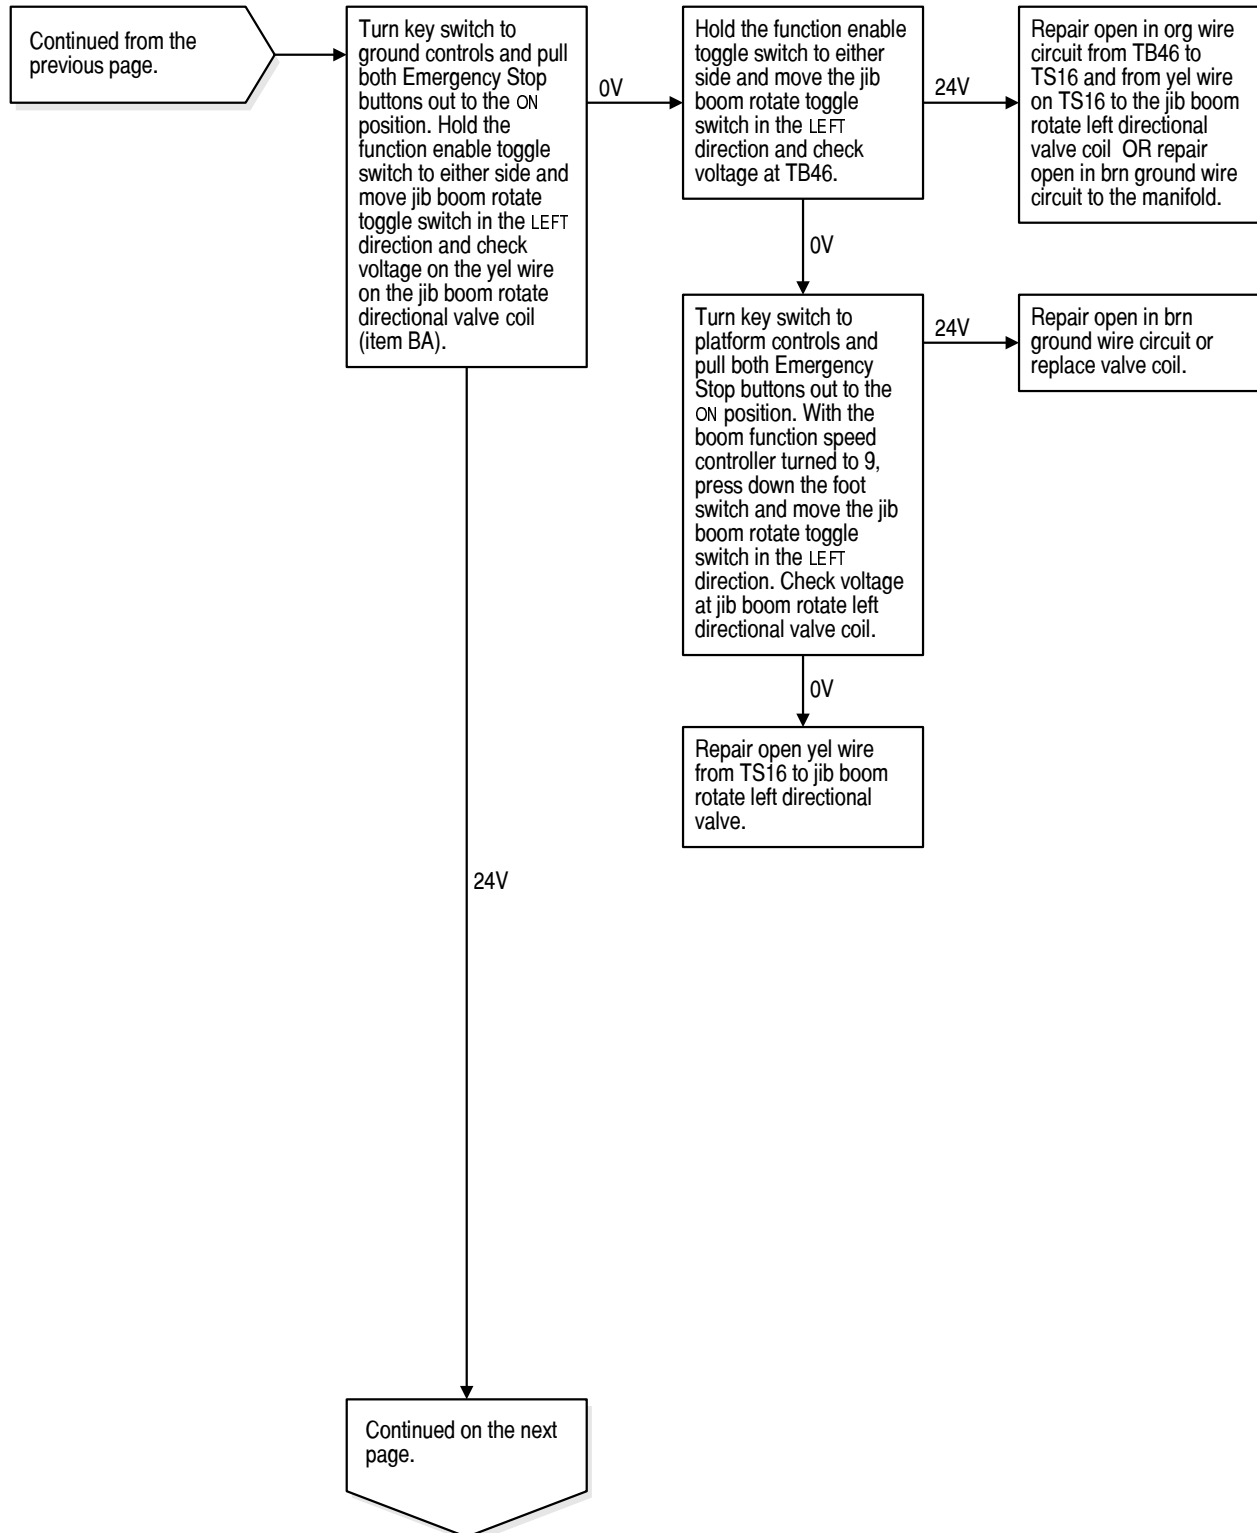 Continued from the
previous page.
Turn key switch to
ground controls and pull
both Emergency Stop
buttons out to the ON
position. Hold the
function enable toggle
switch to either side and
move jib boom rotate
toggle switch in the LEFT
direction and check
voltage on the yel wire
on the jib boom rotate
directional valve coil
(item BA).
0V
Hold the function enable
toggle switch to either
side and move the jib
boom rotate toggle
switch in the LEFT
direction and check
voltage at TB46.
24V
Repair open in org wire
circuit from TB46 to
TS16 and from yel wire
on TS16 to the jib boom
rotate left directional
valve coil OR repair
open in brn ground wire
circuit to the manifold.
0V
Turn key switch to
platform controls and
pull both Emergency
Stop buttons out to the
ON position. With the
boom function speed
controller turned to 9,
press down the foot
switch and move the jib
boom rotate toggle
switch in the LEFT
direction. Check voltage
at jib boom rotate left
directional valve coil.
24V
Repair open in brn
ground wire circuit or
replace valve coil.
0V
Repair open yel wire
from TS16 to jib boom
rotate left directional
valve.
24V
Continued on the next
page.